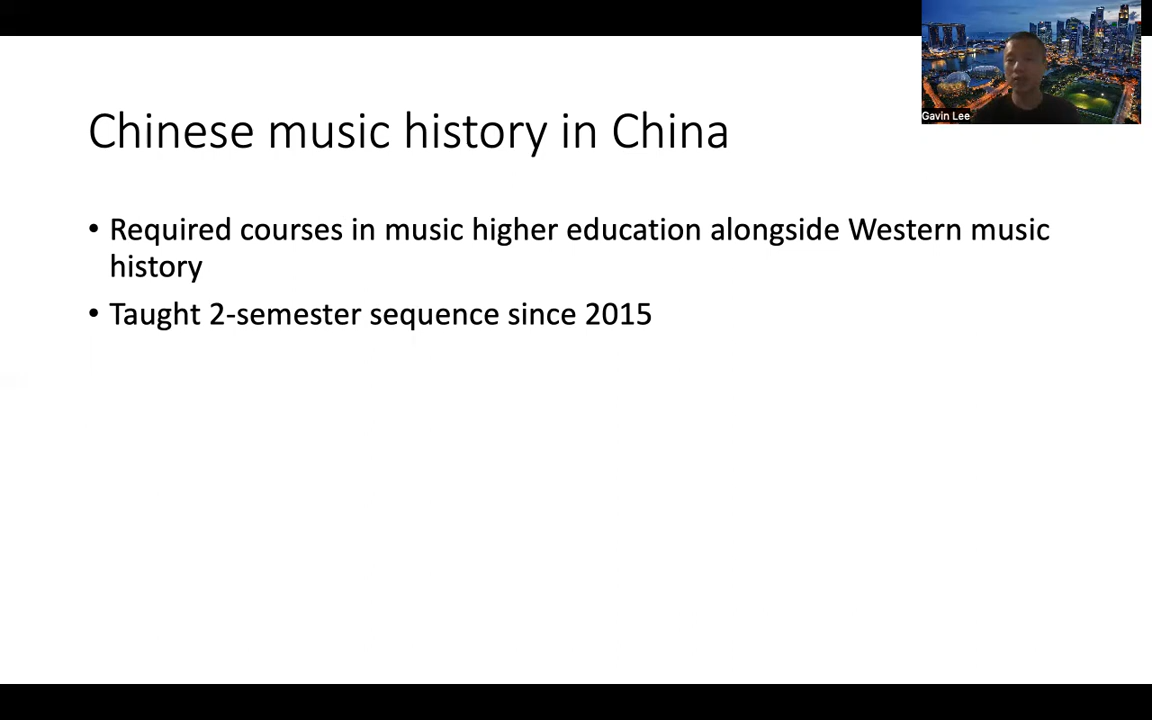 Gavin Lee
Chinese music history in China
• Required courses in music higher education alongside Western music
history
• Taught 2-semester sequence since 2015